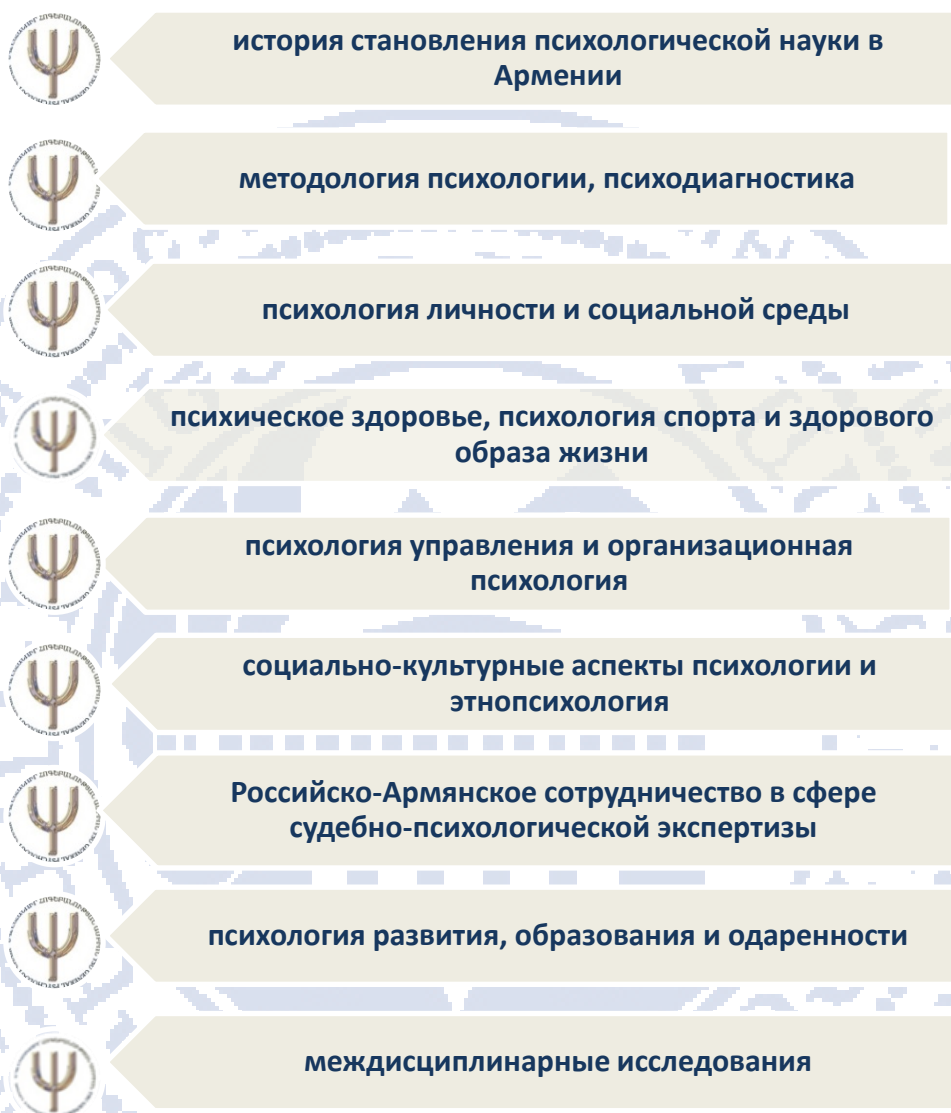 история становления психологической науки в
Армении
методология психологии, психодиагностика
психология личности и социальной среды
психическое здоровье, психология спорта и здорового
образа жизни
психология управления и организационная
психология
социально-культурные аспекты психологии и
этнопсихология
Российско-Армянское сотрудничество в сфере
судебно-психологической экспертизы
психология развития, образования и одаренности
междисциплинарные исследования